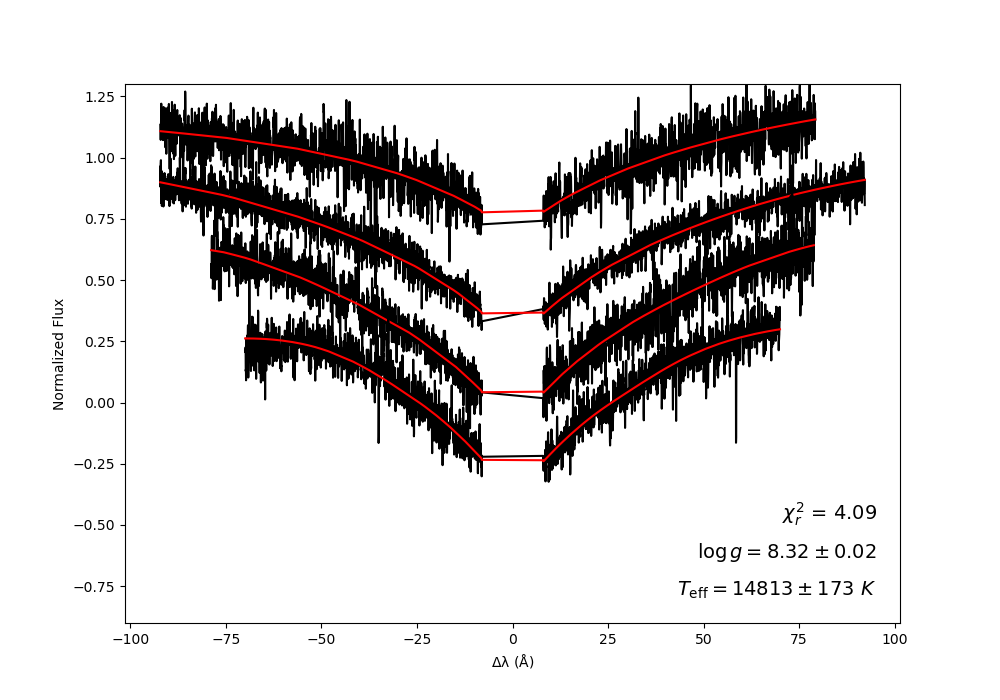 1.25
1.00
0.75
0.50
0.25
0.00
−0.25
−0.50
−0.75
Normalized Flux
χ²ᵣ = 4.09
log g = 8.32 ± 0.02
T_eff = 14813 ± 173 K
−100 −75 −50 −25 0 25 50 75 100
Δλ (Å)